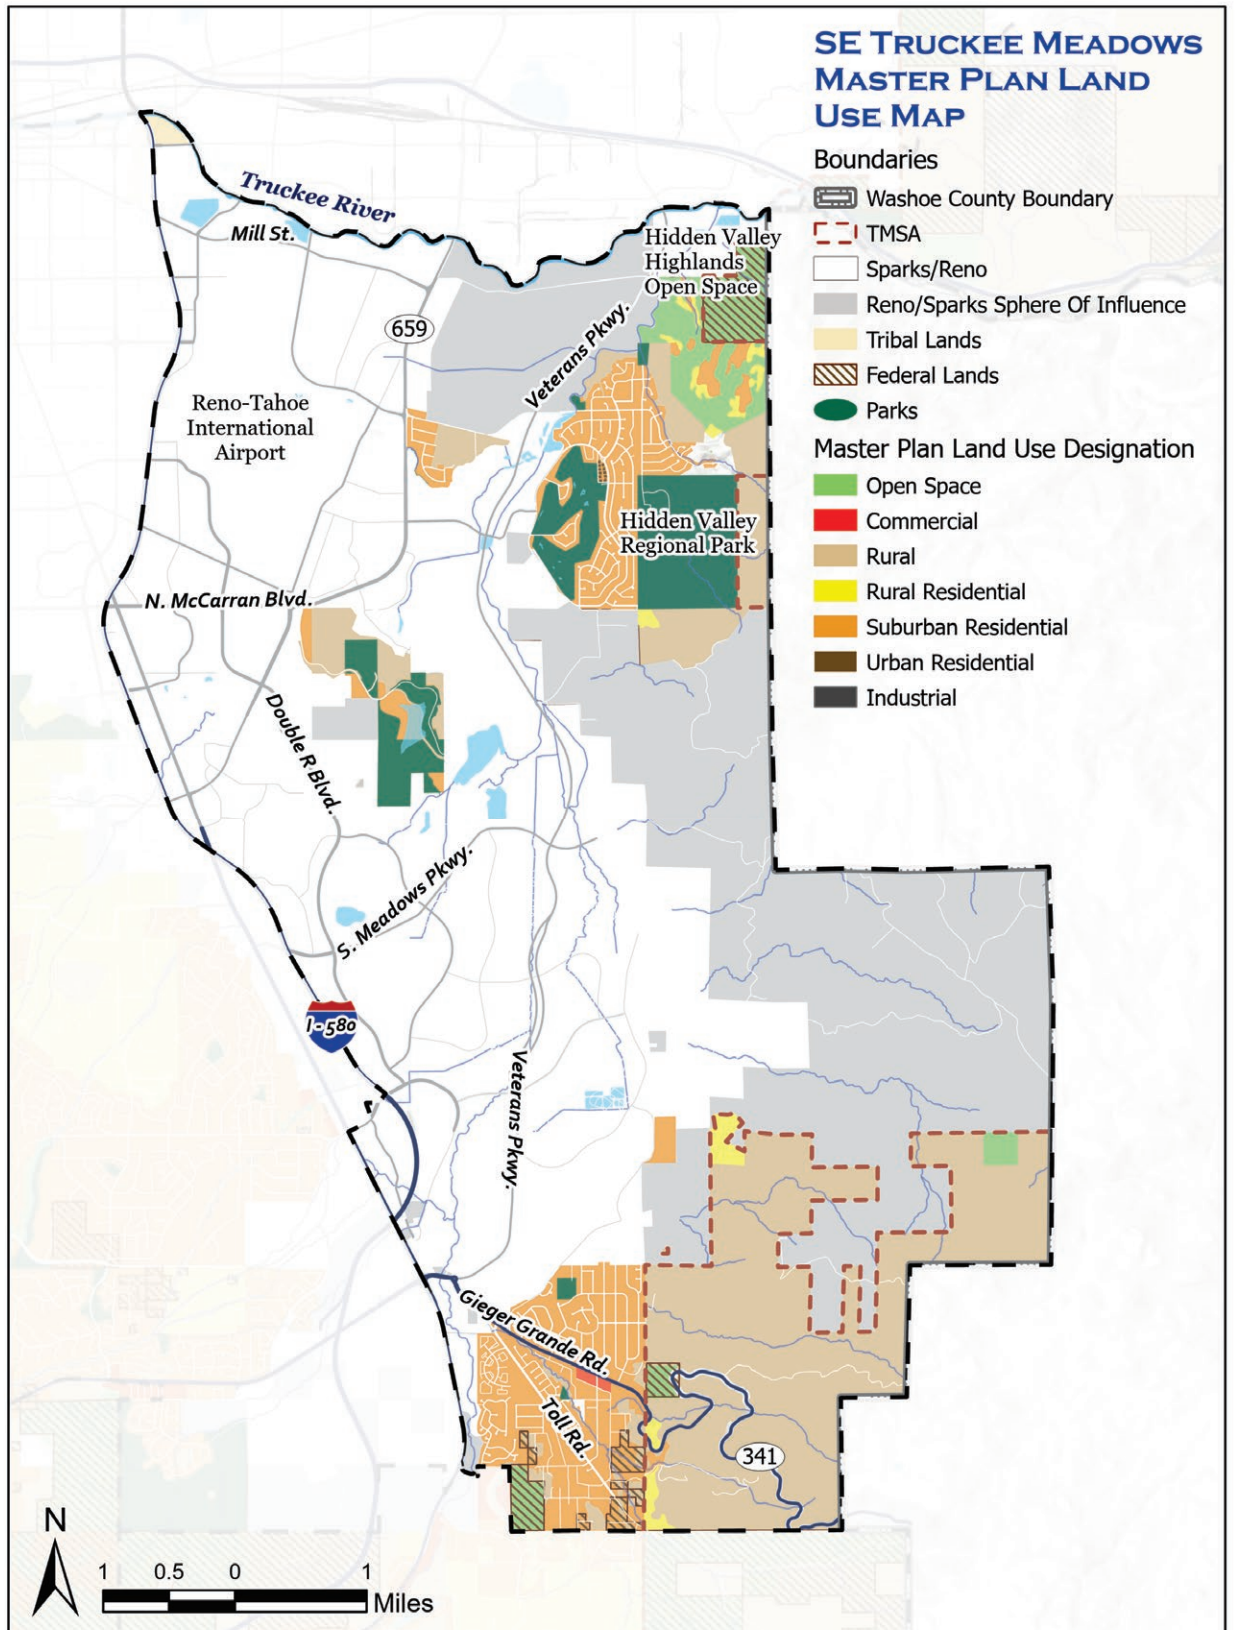 SE TRUCKEE MEADOWS
MASTER PLAN LAND
USE MAP
Boundaries
Washoe County Boundary
TMSA
Sparks/Reno
Reno/Sparks Sphere Of Influence
Tribal Lands
Federal Lands
Parks
Master Plan Land Use Designation
Open Space
Commercial
Rural
Rural Residential
Suburban Residential
Urban Residential
Industrial
Truckee River
Mill St.
Hidden Valley
Highlands
Open Space
659
Veterans Pkwy.
Reno-Tahoe
International
Airport
Hidden Valley
Regional Park
N. McCarran Blvd.
Double R Blvd.
S. Meadows Pkwy.
I-580
Veterans Pkwy.
Gieger Grande Rd.
Toll Rd.
341
N
1 0.5 0 1
Miles